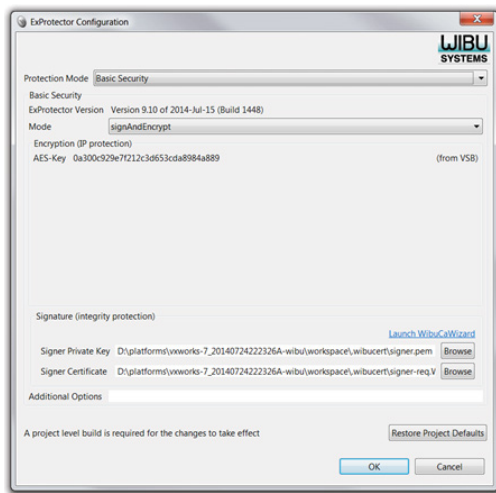 ExProtector Configuration
WIBU
SYSTEMS
Protection Mode Basic Security
Basic Security
ExProtector Version Version 9.10 of 2014-Jul-15 (Build 1448)
Mode signAndEncrypt
Encryption (IP protection)
AES-Key 0a300c929e7f212c3d653cda8984a889 (from VSB)
Signature (integrity protection)
Launch WibuCaWizard
Signer Private Key D:\platforms\vxworks-7_20140724222326A-wibu\workspace\.wibucert\signer.pem Browse
Signer Certificate D:\platforms\vxworks-7_20140724222326A-wibu\workspace\.wibucert\signer-req.V Browse
Additional Options
A project level build is required for the changes to take effect Restore Project Defaults
OK Cancel